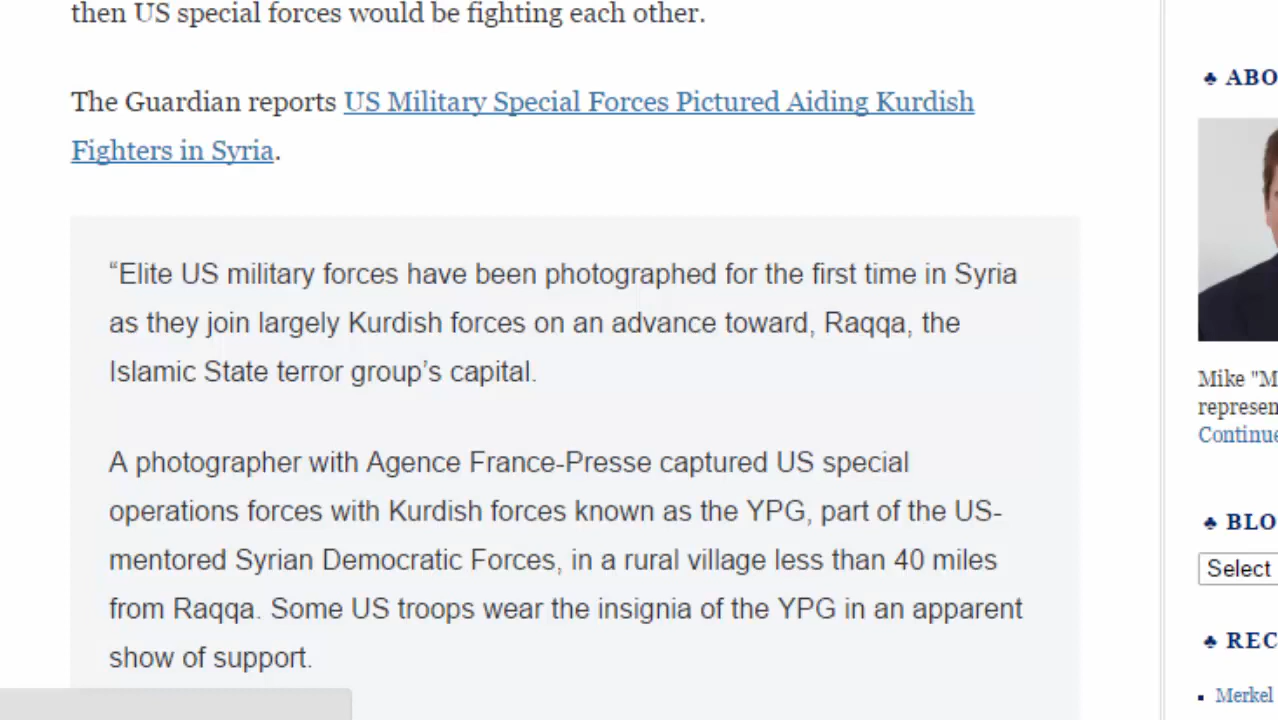 then US special forces would be fighting each other.
The Guardian reports US Military Special Forces Pictured Aiding Kurdish
Fighters in Syria.
“Elite US military forces have been photographed for the first time in Syria
as they join largely Kurdish forces on an advance toward, Raqqa, the
Islamic State terror group’s capital.
A photographer with Agence France-Presse captured US special
operations forces with Kurdish forces known as the YPG, part of the US-
mentored Syrian Democratic Forces, in a rural village less than 40 miles
from Raqqa. Some US troops wear the insignia of the YPG in an apparent
show of support.
♣ ABO
Mike "M
represen
Continue
♣ BLO
Select
♣ REC
▪ Merkel